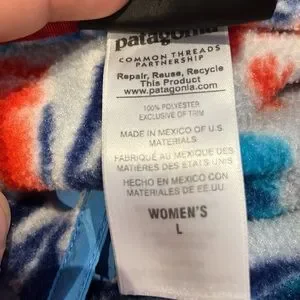 patagonia
COMMON THREADS
PARTNERSHIP
Repair, Reuse, Recycle
This Product
www.patagonia.com
100% POLYESTER
EXCLUSIVE OF TRIM
MADE IN MEXICO OF U.S.
MATERIALS
FABRIQUÉ AU MEXIQUE DES
MATIÈRES DES ÉTATS UNIS
HECHO EN MEXICO CON
MATERIALES DE EE.UU.
WOMEN'S
L